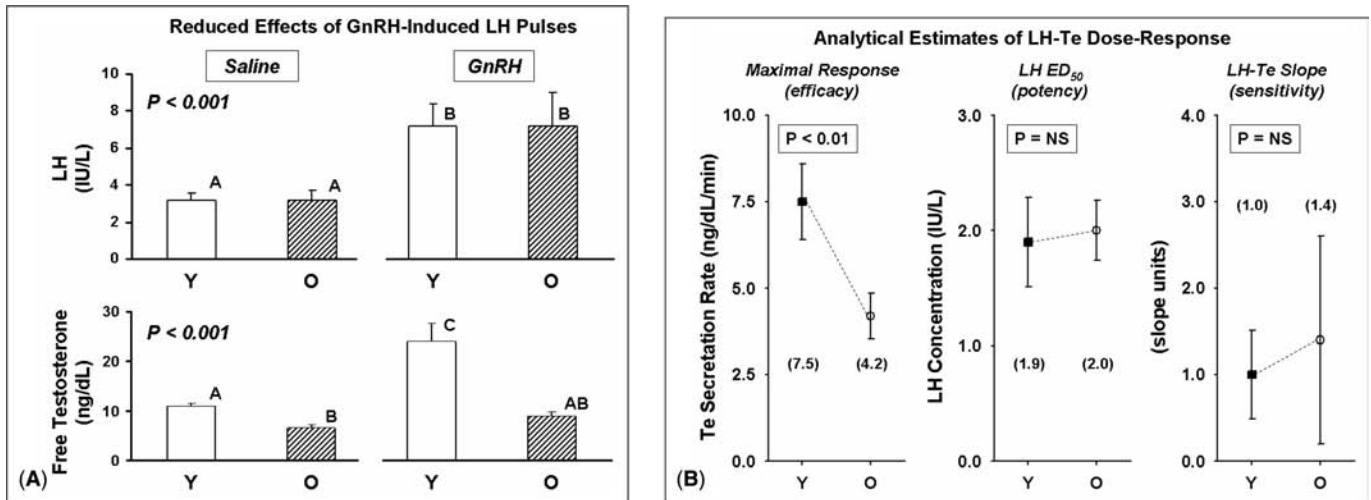 Reduced Effects of GnRH-Induced LH Pulses
Saline
GnRH
LH
(IU/L)
10
8
6
4
2
0
P < 0.001
A
A
B
B
Y
O
Y
O
Free Testosterone
(ng/dL)
30
20
10
0
P < 0.001
A
B
C
AB
Y
O
Y
O
(A)
Analytical Estimates of LH-Te Dose-Response
Maximal Response
(efficacy)
Te Secretation Rate (ng/dL/min)
10.0
7.5
5.0
2.5
0.0
P < 0.01
(7.5)
(4.2)
Y
O
LH ED50
(potency)
LH Concentration (IU/L)
3.0
2.0
1.0
0.0
P = NS
(1.9)
(2.0)
Y
O
LH-Te Slope
(sensitivity)
(slope units)
4.0
3.0
2.0
1.0
0.0
P = NS
(1.0)
(1.4)
Y
O
(B)